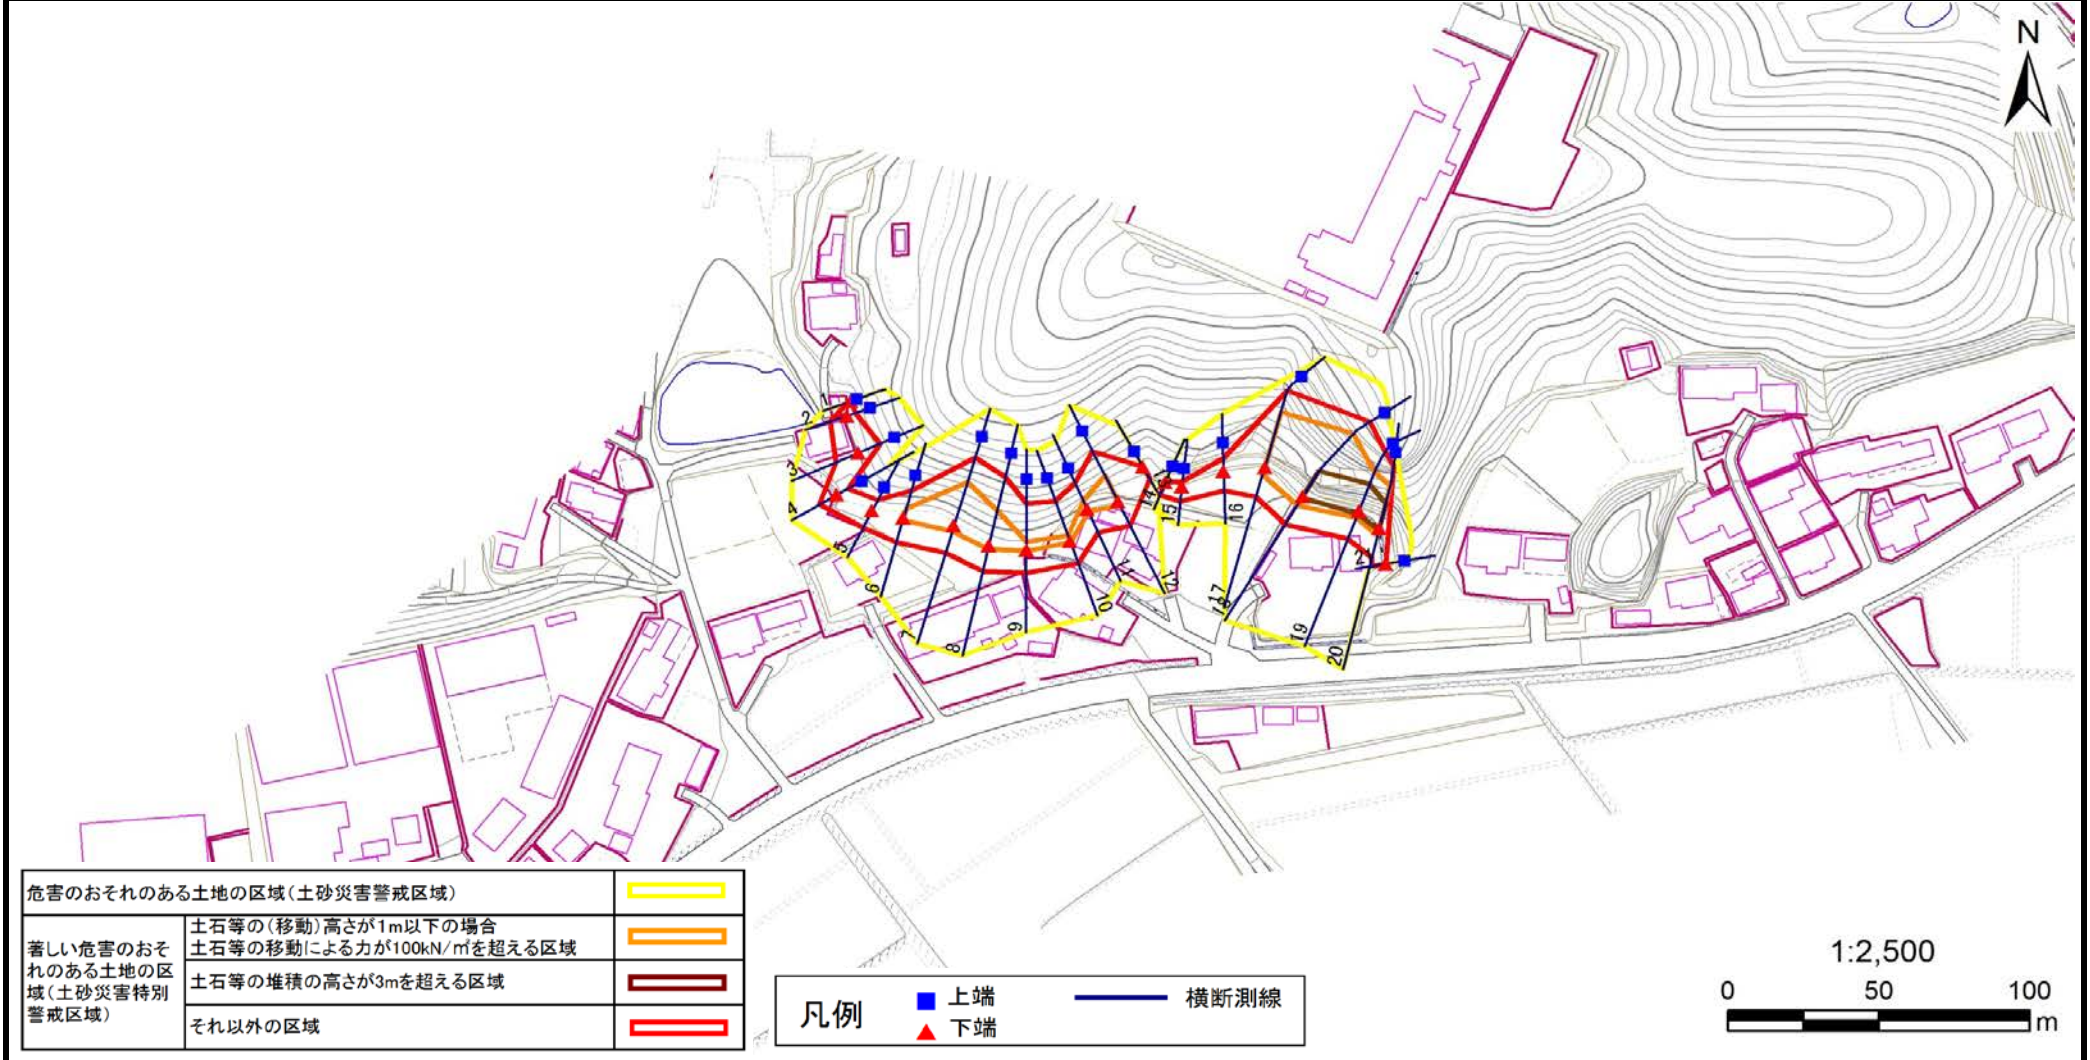 N
1
2
3
4
5
6
7
8
9
10
11
12
14
15
16
17
18
19
20
21
危害のおそれのある土地の区域(土砂災害警戒区域)
著しい危害のおそ
れのある土地の区
域(土砂災害特別
警戒区域)
土石等の(移動)高さが1m以下の場合
土石等の移動による力が100kN/㎡を超える区域
土石等の堆積の高さが3mを超える区域
それ以外の区域
凡例
上端
下端
横断測線
1:2,500
0 50 100
m